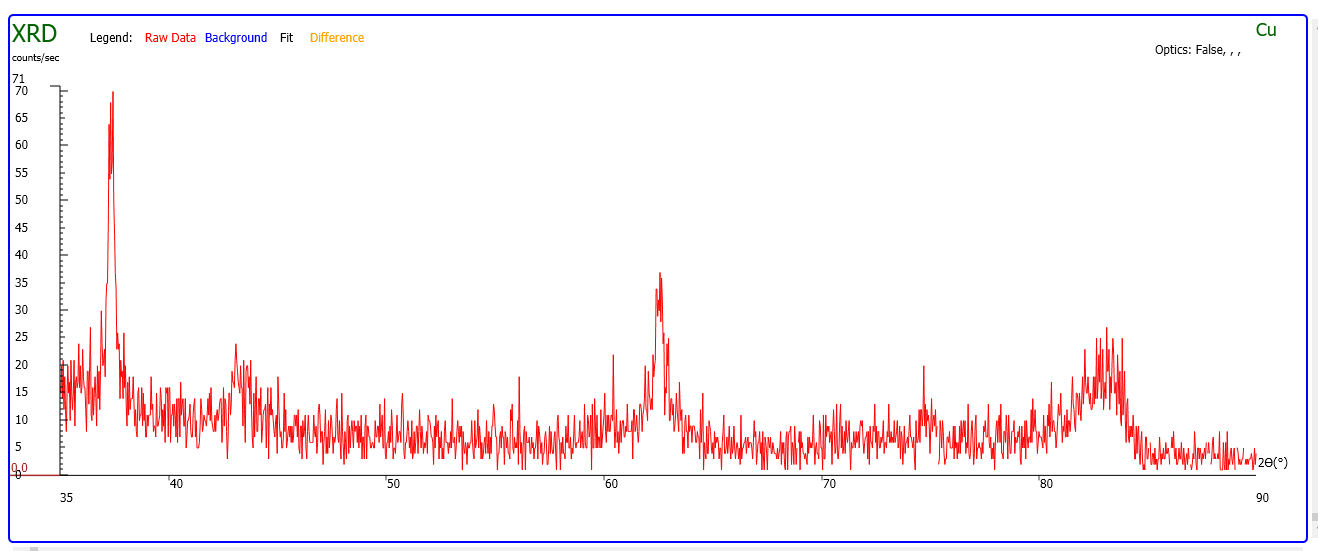 XRD
Legend: Raw Data Background Fit Difference
Cu
counts/sec
Optics: False, , ,
71
70
65
60
55
50
45
40
35
30
25
20
15
10
5
0,0
0
2Θ(°)
40 50 60 70 80
35 90